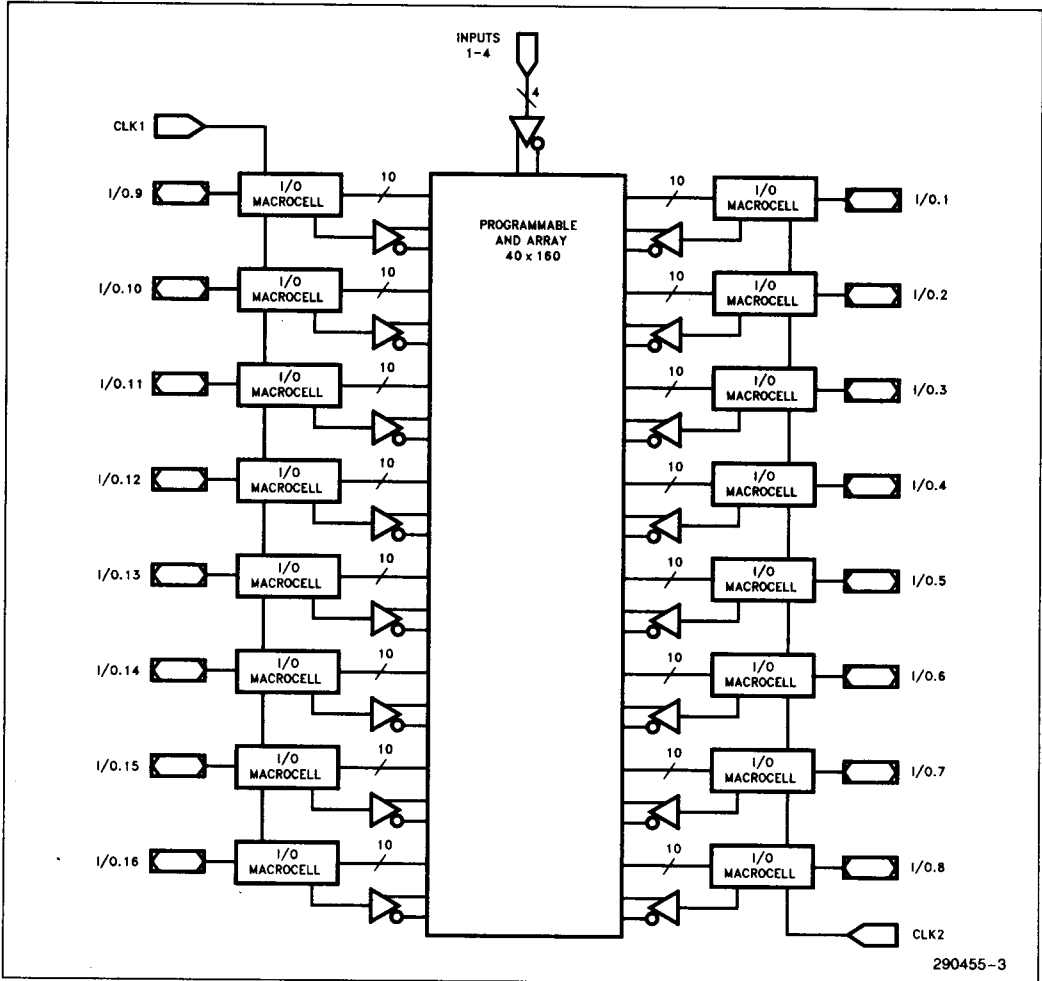 INPUTS
1-4
4
CLK1
I/O.9
I/O
MACROCELL
10
PROGRAMMABLE
AND ARRAY
40 x 160
10
I/O
MACROCELL
I/O.1
I/O.10
I/O
MACROCELL
10
10
I/O
MACROCELL
I/O.2
I/O.11
I/O
MACROCELL
10
10
I/O
MACROCELL
I/O.3
I/O.12
I/O
MACROCELL
10
10
I/O
MACROCELL
I/O.4
I/O.13
I/O
MACROCELL
10
10
I/O
MACROCELL
I/O.5
I/O.14
I/O
MACROCELL
10
10
I/O
MACROCELL
I/O.6
I/O.15
I/O
MACROCELL
10
10
I/O
MACROCELL
I/O.7
I/O.16
I/O
MACROCELL
10
10
I/O
MACROCELL
I/O.8
CLK2
290455-3